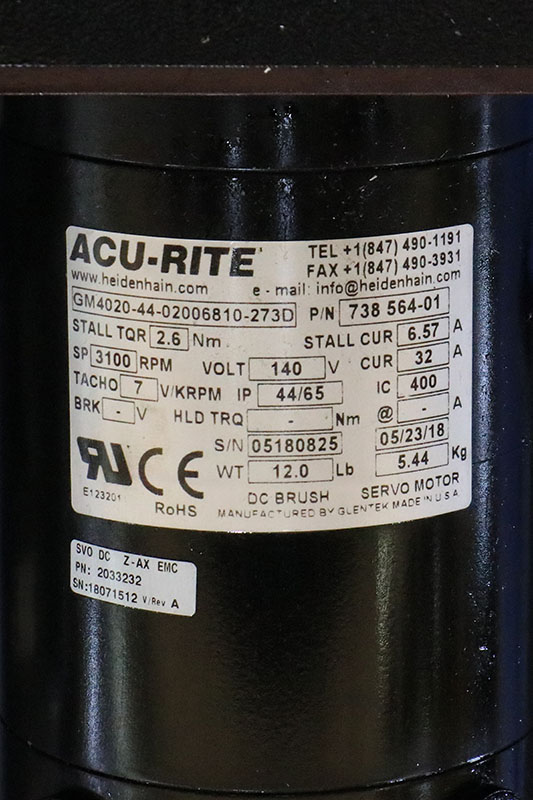 ACU-RITE
TEL +1(847) 490-1191
FAX +1(847) 490-3931
www.heidenhain.com e - mail: info@heidenhain.com
GM4020-44-02006810-273D P/N 738 564-01
STALL TQR 2.6 Nm STALL CUR 6.57 A
SP 3100 RPM VOLT 140 V CUR 32 A
TACHO 7 V/KRPM IP 44/65 IC 400
BRK - V HLD TRQ - Nm @ - A
S/N 05180825 05/23/18
WT 12.0 Lb 5.44 Kg
RU CE
E123201
RoHS
DC BRUSH SERVO MOTOR
MANUFACTURED BY GLENTEK MADE IN U.S.A.
SVO DC Z-AX EMC
PN: 2033232
SN:18071512 V/Rev A